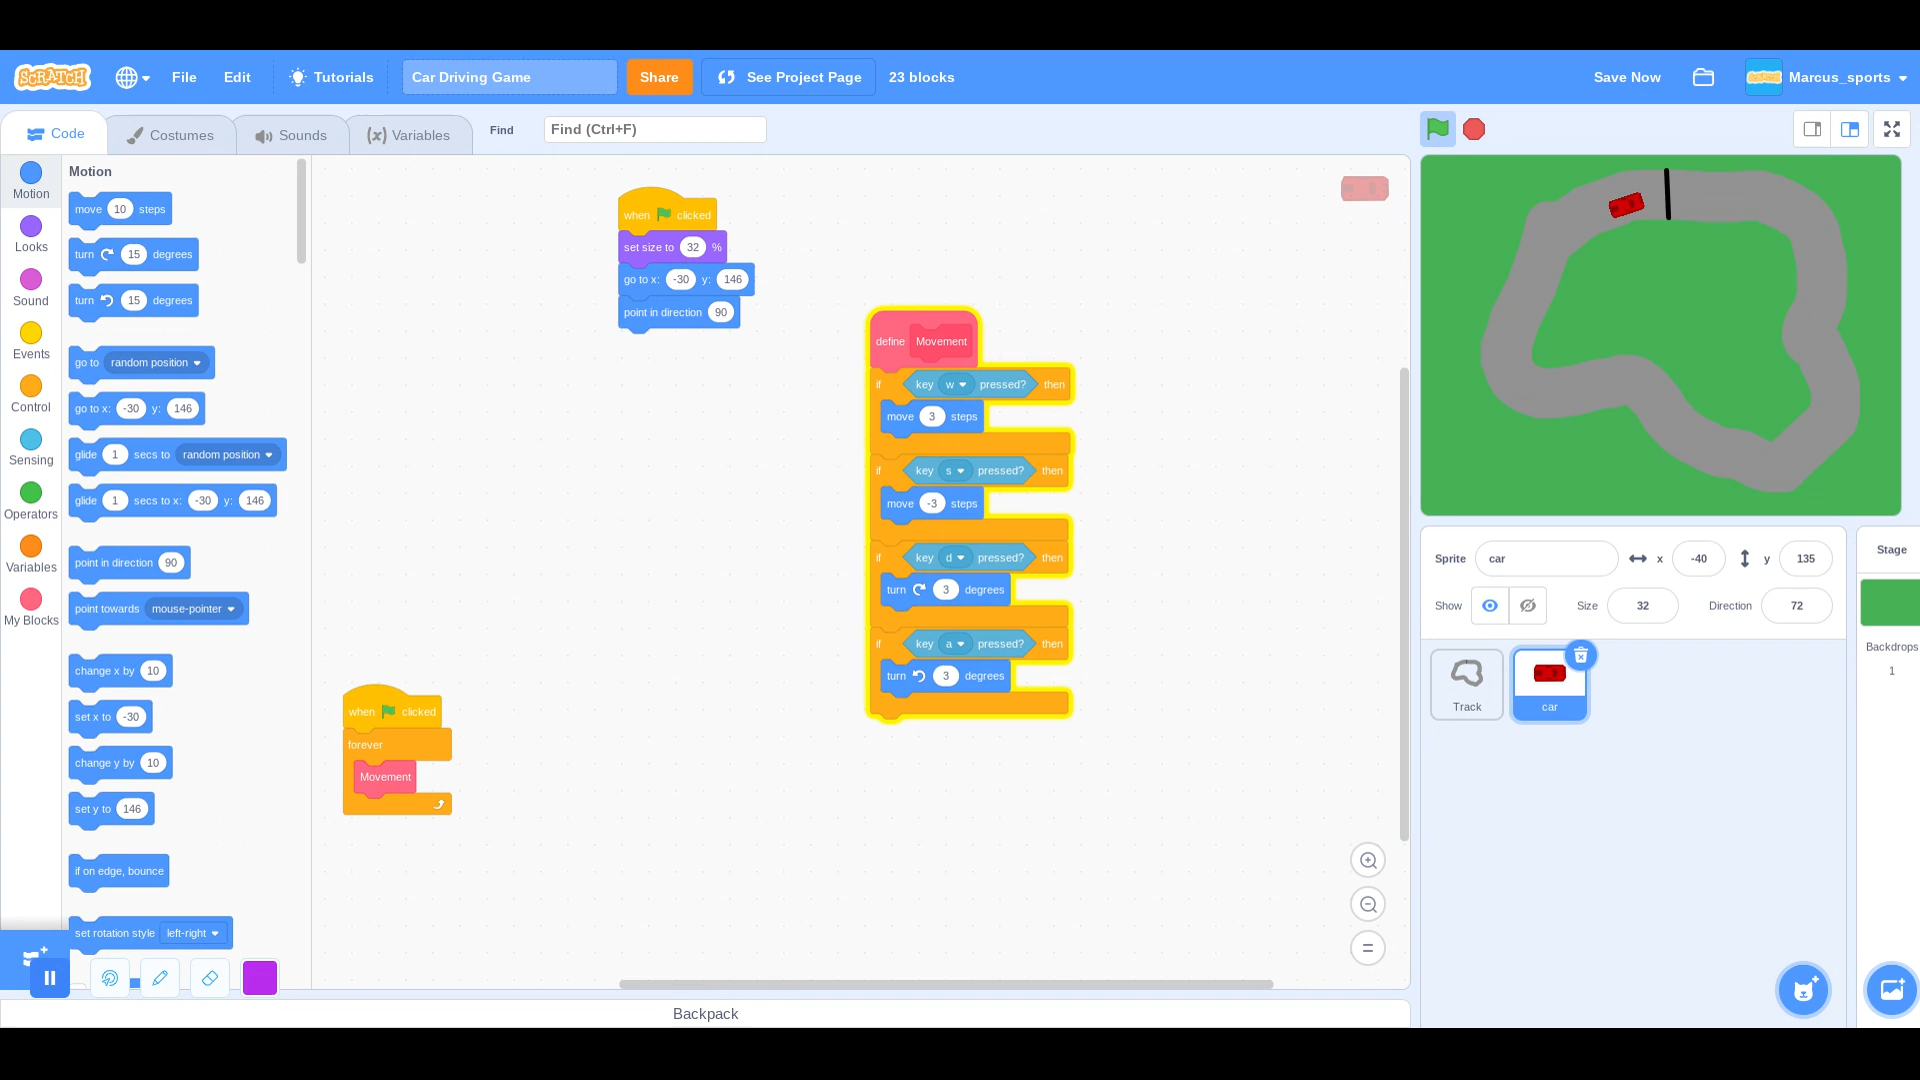 SCRATCH
File
Edit
Tutorials
Car Driving Game
Share
See Project Page
23 blocks
Save Now
Marcus_sports
Code
Costumes
Sounds
(x) Variables
Find
Find (Ctrl+F)
Motion
Looks
Sound
Events
Control
Sensing
Operators
Variables
My Blocks
Motion
move 10 steps
turn 15 degrees
turn 15 degrees
go to random position
go to x: -30 y: 146
glide 1 secs to random position
glide 1 secs to x: -30 y: 146
point in direction 90
point towards mouse-pointer
change x by 10
set x to -30
change y by 10
set y to 146
if on edge, bounce
set rotation style left-right
when clicked
set size to 32 %
go to x: -30 y: 146
point in direction 90
define Movement
if key w pressed? then
move 3 steps
if key s pressed? then
move -3 steps
if key d pressed? then
turn 3 degrees
if key a pressed? then
turn 3 degrees
when clicked
forever
Movement
Sprite car x -40 y 135
Show Size 32 Direction 72
Track
car
Stage
Backdrops
1
Backpack